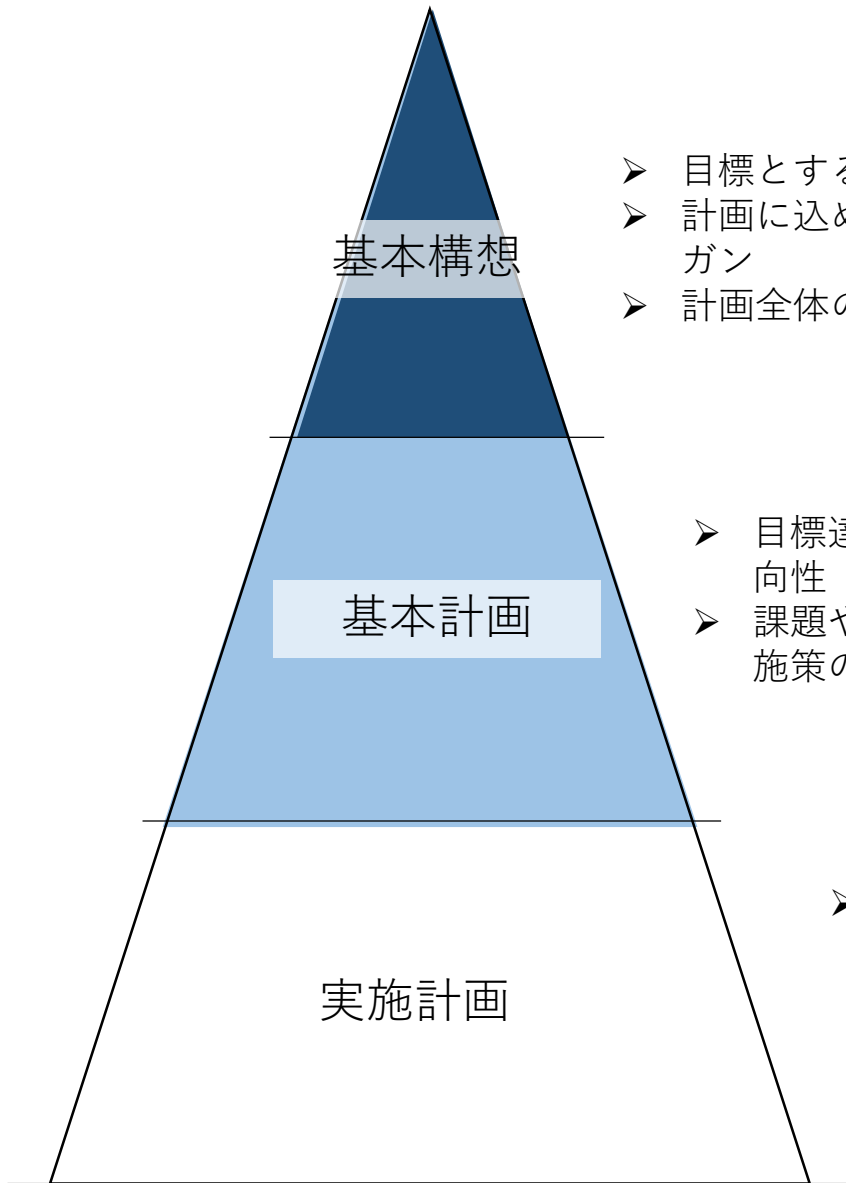 ➢ 目標とする
➢ 計画に込め
ガン
➢ 計画全体の
基本構想
➢ 目標達
向性
➢ 課題や
施策の
基本計画
➢
実施計画